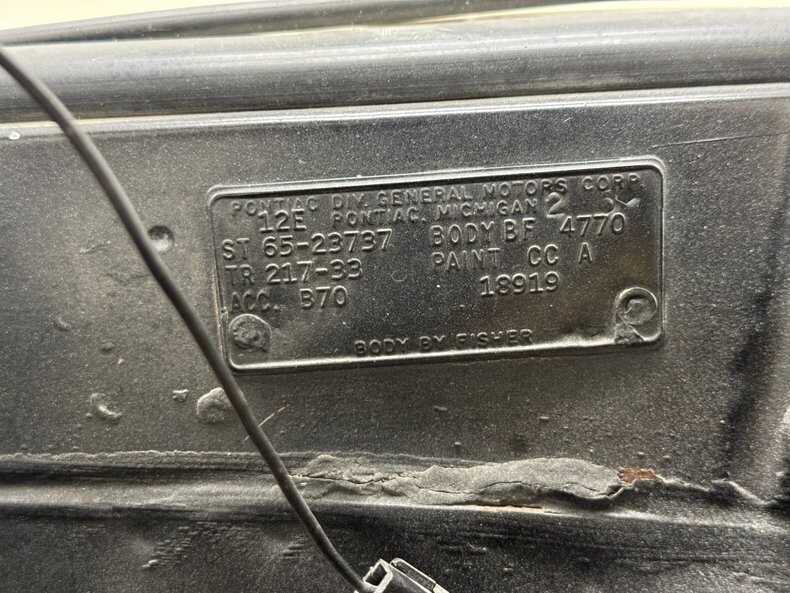 PONTIAC DIV. GENERAL MOTORS CORP.
12E PONTIAC, MICHIGAN 2
ST 65-23737 BODY BF 4770
TR 217-33 PAINT CC A
ACC. B70 18919
BODY BY FISHER